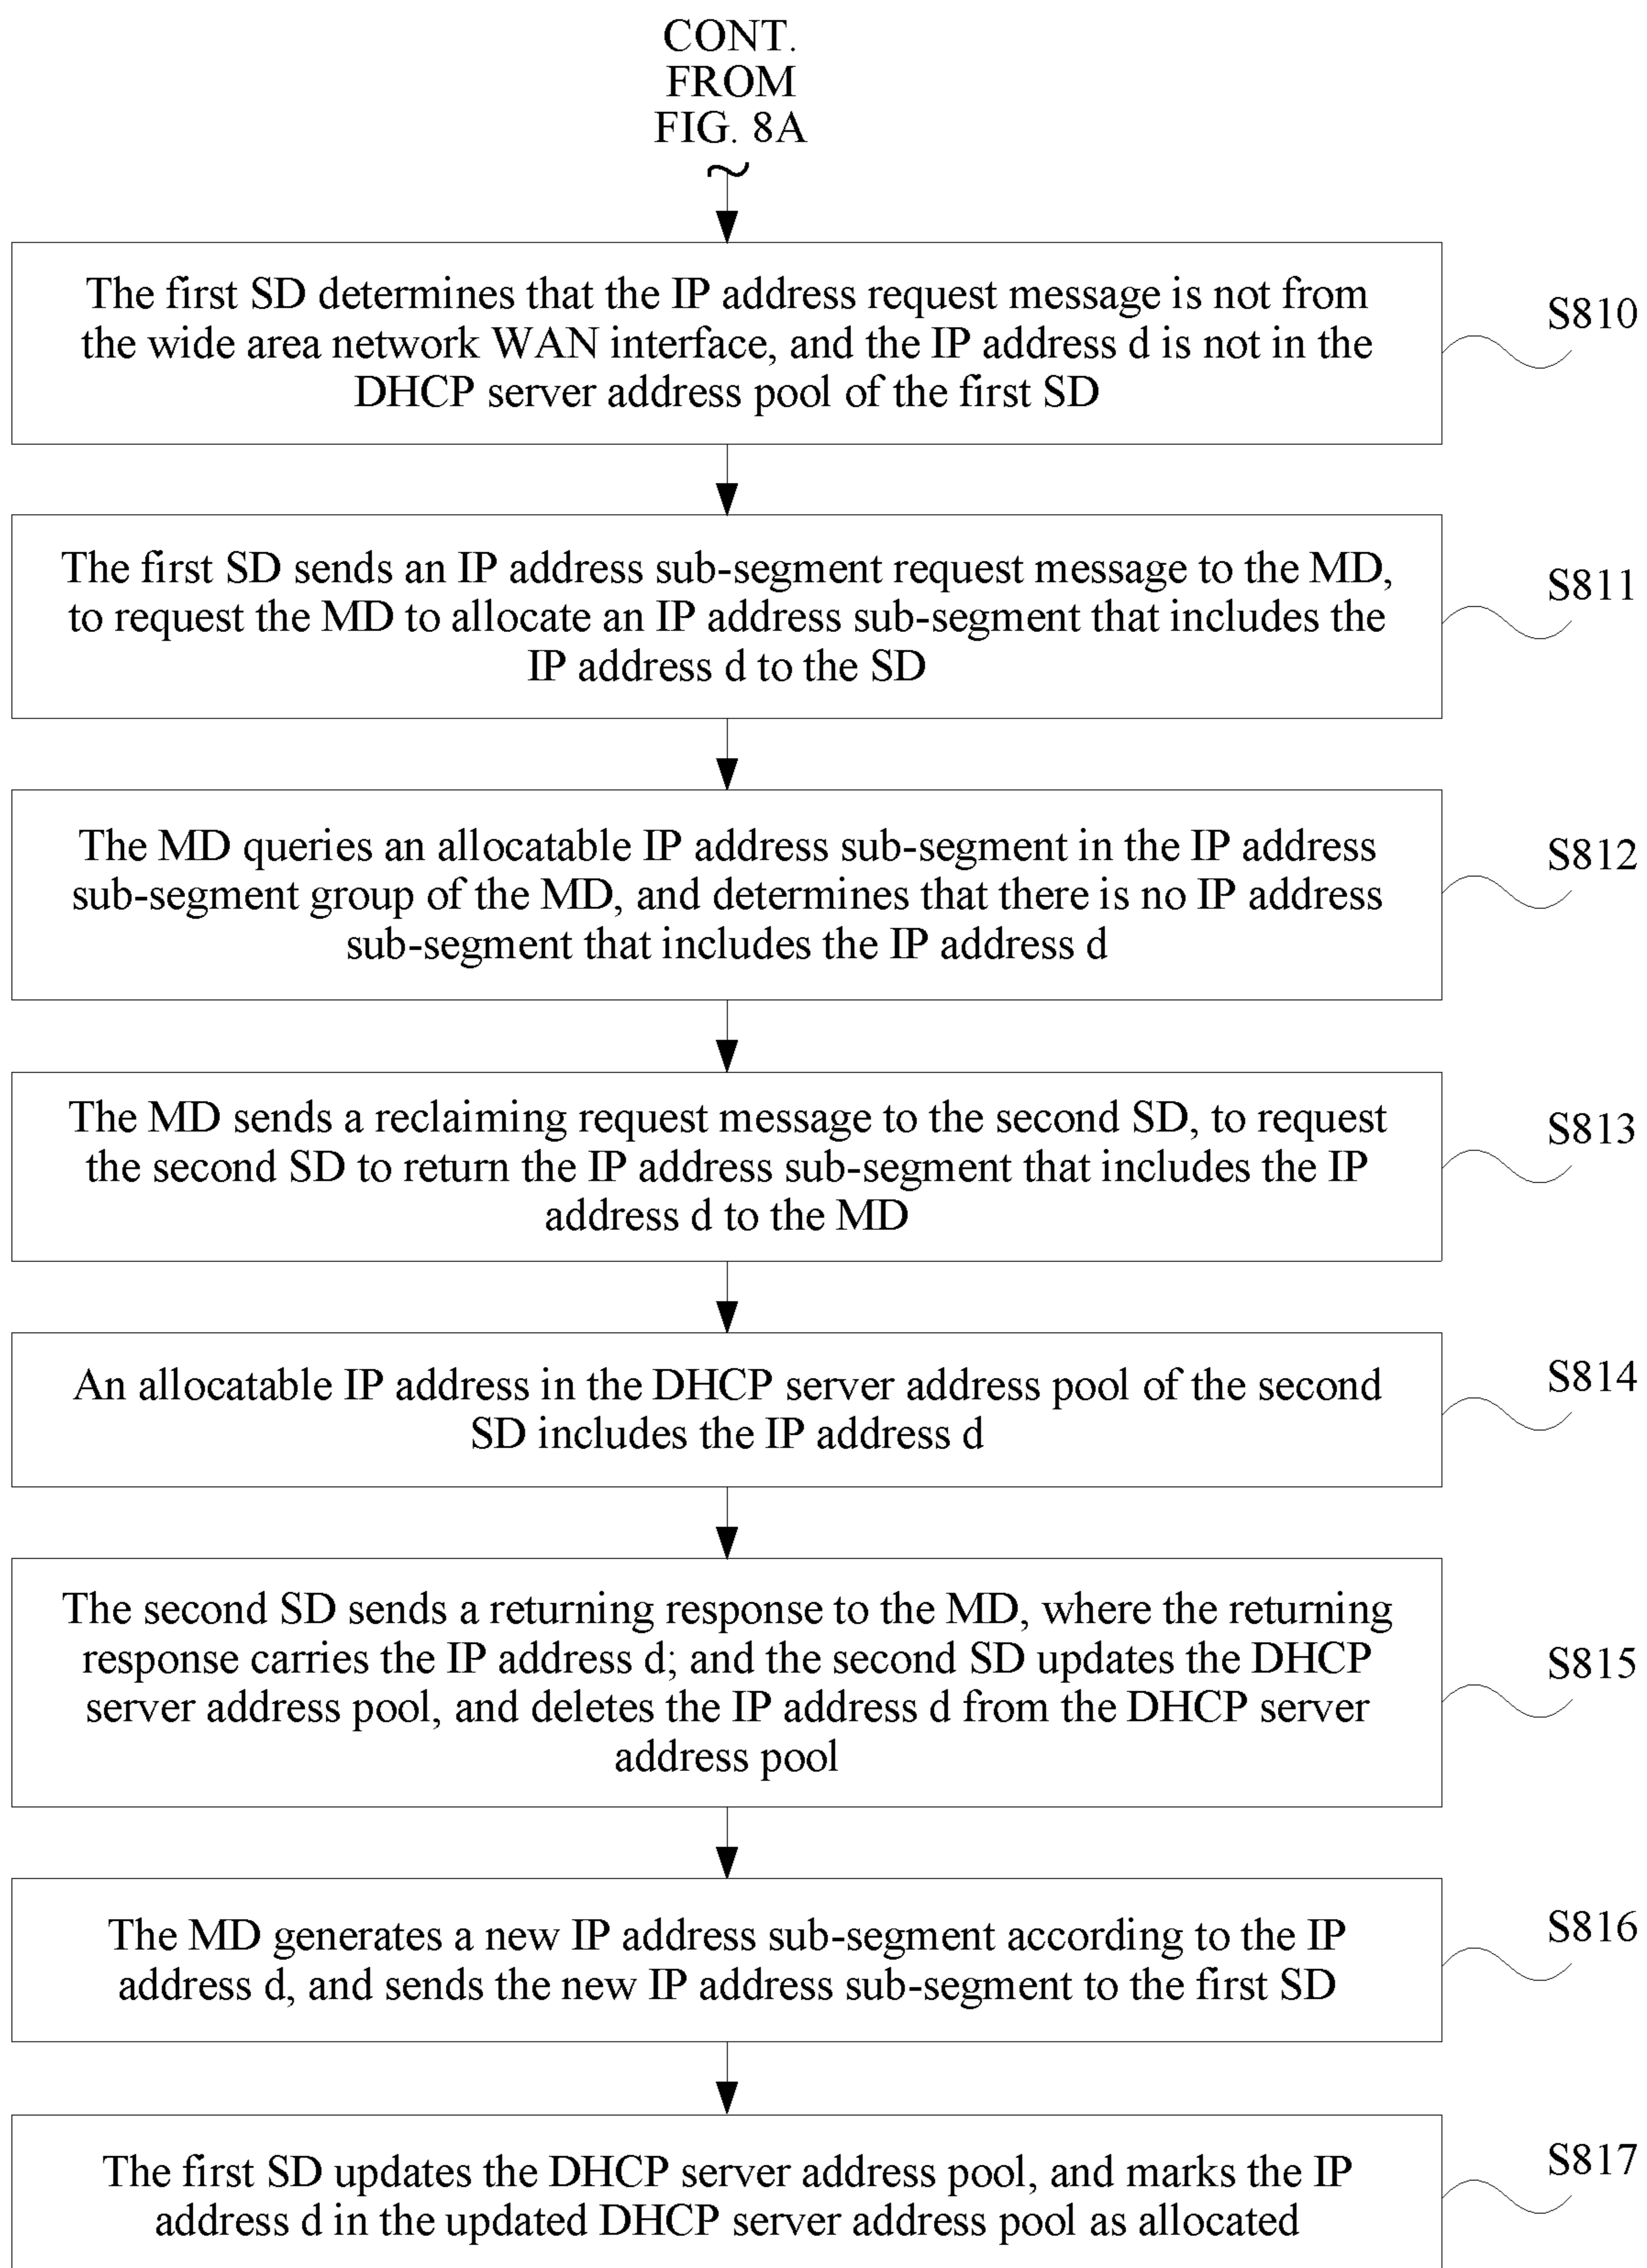 CONT.
FROM
FIG. 8A
The first SD determines that the IP address request message is not from
the wide area network WAN interface, and the IP address d is not in the
DHCP server address pool of the first SD
S810
The first SD sends an IP address sub-segment request message to the MD,
to request the MD to allocate an IP address sub-segment that includes the
IP address d to the SD
S811
The MD queries an allocatable IP address sub-segment in the IP address
sub-segment group of the MD, and determines that there is no IP address
sub-segment that includes the IP address d
S812
The MD sends a reclaiming request message to the second SD, to request
the second SD to return the IP address sub-segment that includes the IP
address d to the MD
S813
An allocatable IP address in the DHCP server address pool of the second
SD includes the IP address d
S814
The second SD sends a returning response to the MD, where the returning
response carries the IP address d; and the second SD updates the DHCP
server address pool, and deletes the IP address d from the DHCP server
address pool
S815
The MD generates a new IP address sub-segment according to the IP
address d, and sends the new IP address sub-segment to the first SD
S816
The first SD updates the DHCP server address pool, and marks the IP
address d in the updated DHCP server address pool as allocated
S817